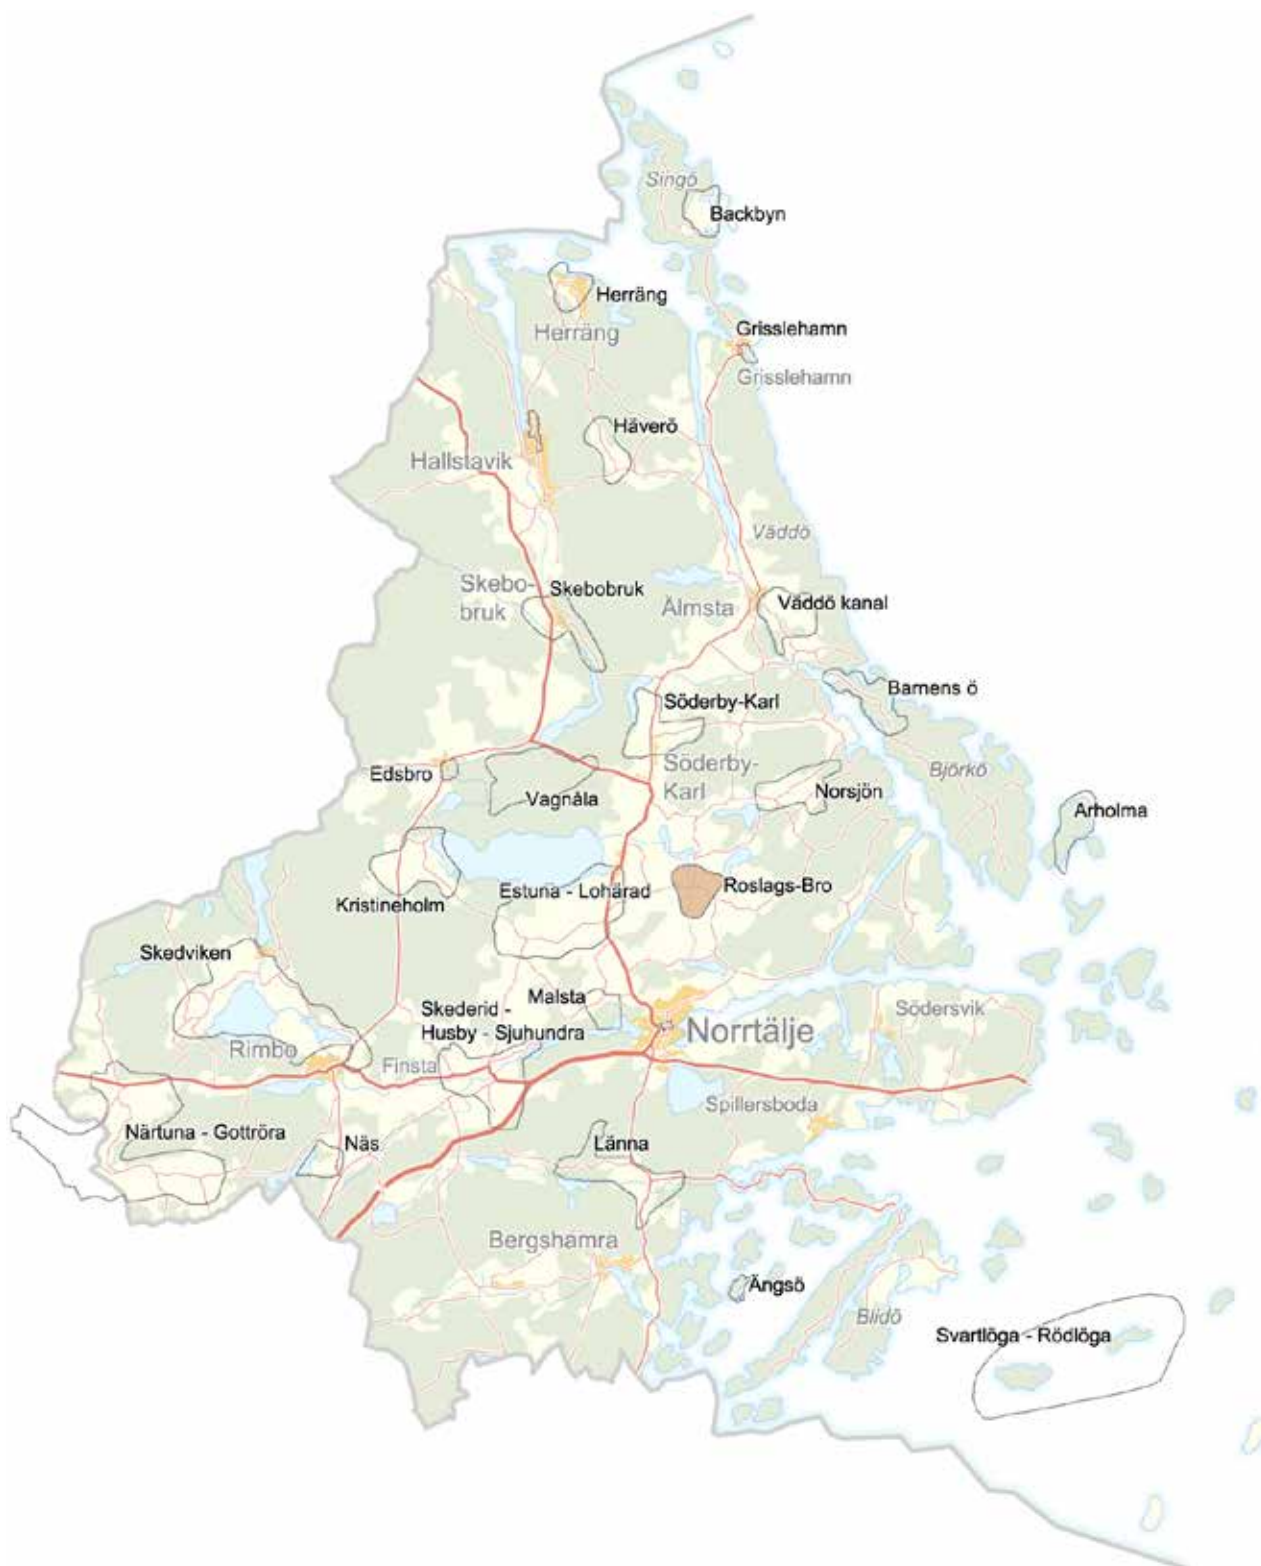 Singö
Backbyn
Herräng
Herräng
Grisslehamn
Grisslehamn
Häverö
Hallstavik
Väddö
Skebo-
bruk
Skebobruk
Älmsta
Väddö kanal
Barnens ö
Söderby-Karl
Söderby-
Karl
Björkö
Edsbro
Vagnåla
Norsjön
Arholma
Estuna - Lohärad
Roslags-Bro
Kristineholm
Skedviken
Malsta
Skederid -
Husby - Sjuhundra
Södersvik
Norrtälje
Rimbo
Finsta
Spillersboda
Närtuna - Gottröra
Näs
Länna
Bergshamra
Ängsö
Blidö
Svartlöga - Rödlöga